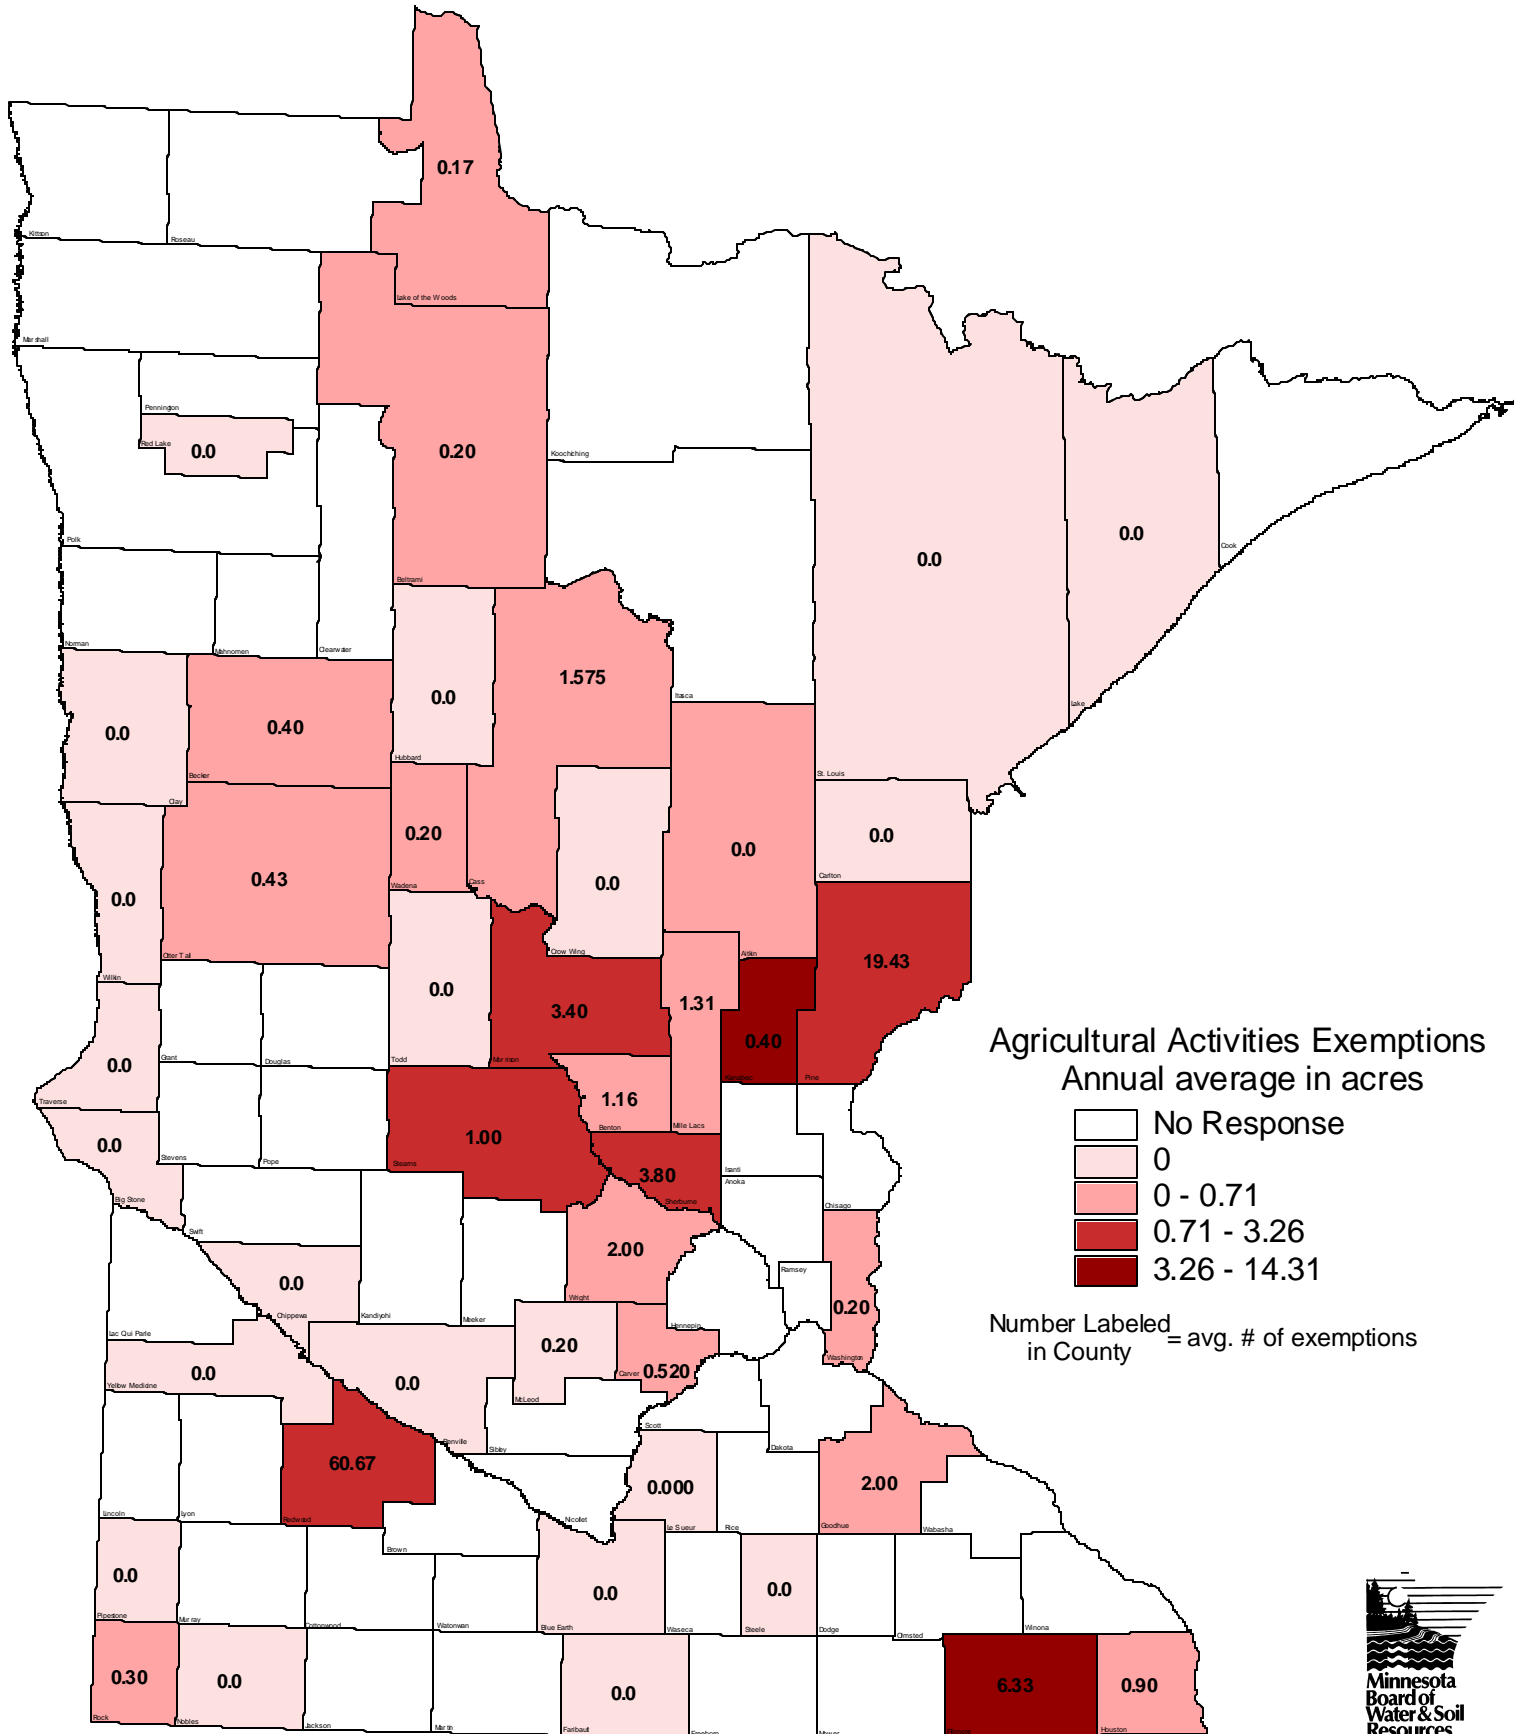 0.17
Kittson
Roseau
Lake of the Woods
Marshall
Pennington
Red Lake
0.0
0.20
Koochiching
0.0
0.0
Cook
Polk
Beltrami
Norman
Mahnomen
Clearwater
0.0
1.575
Itasca
Lake
0.0
0.40
Hubbard
Becker
Clay
St. Louis
0.20
0.0
0.0
0.43
0.0
0.0
Wadena
Cass
Carlton
Otter Tail
Crow Wing
Aitkin
19.43
Wilkin
0.0
3.40
1.31
0.40
Agricultural Activities Exemptions
Annual average in acres
No Response
0
0 - 0.71
0.71 - 3.26
3.26 - 14.31
Number Labeled
in County
= avg. # of exemptions
0.0
Grant
Douglas
Todd
Morrison
Kanabec
Pine
Traverse
1.16
Benton
Mille Lacs
0.0
1.00
Stevens
Pope
Stearns
3.80
Sherburne
Isanti
Anoka
Big Stone
Chisago
Swift
2.00
0.0
Ramsey
Wright
0.20
Chippewa
Kandiyohi
Meeker
Hennepin
Lac Qui Parle
0.20
Washington
0.0
0.0
Carver
0.520
Yellow Medicine
McLeod
Scott
Renville
Sibley
Dakota
60.67
0.000
2.00
Lincoln
Lyon
Redwood
Nicollet
Le Sueur
Rice
Goodhue
Wabasha
Brown
0.0
0.0
0.0
Pipestone
Murray
Cottonwood
Watonwan
Blue Earth
Waseca
Steele
Dodge
Olmsted
Winona
0.30
0.0
0.0
6.33
0.90
Rock
Nobles
Jackson
Martin
Faribault
Freeborn
Mower
Houston
Minnesota
Board of
Water & Soil
Resources